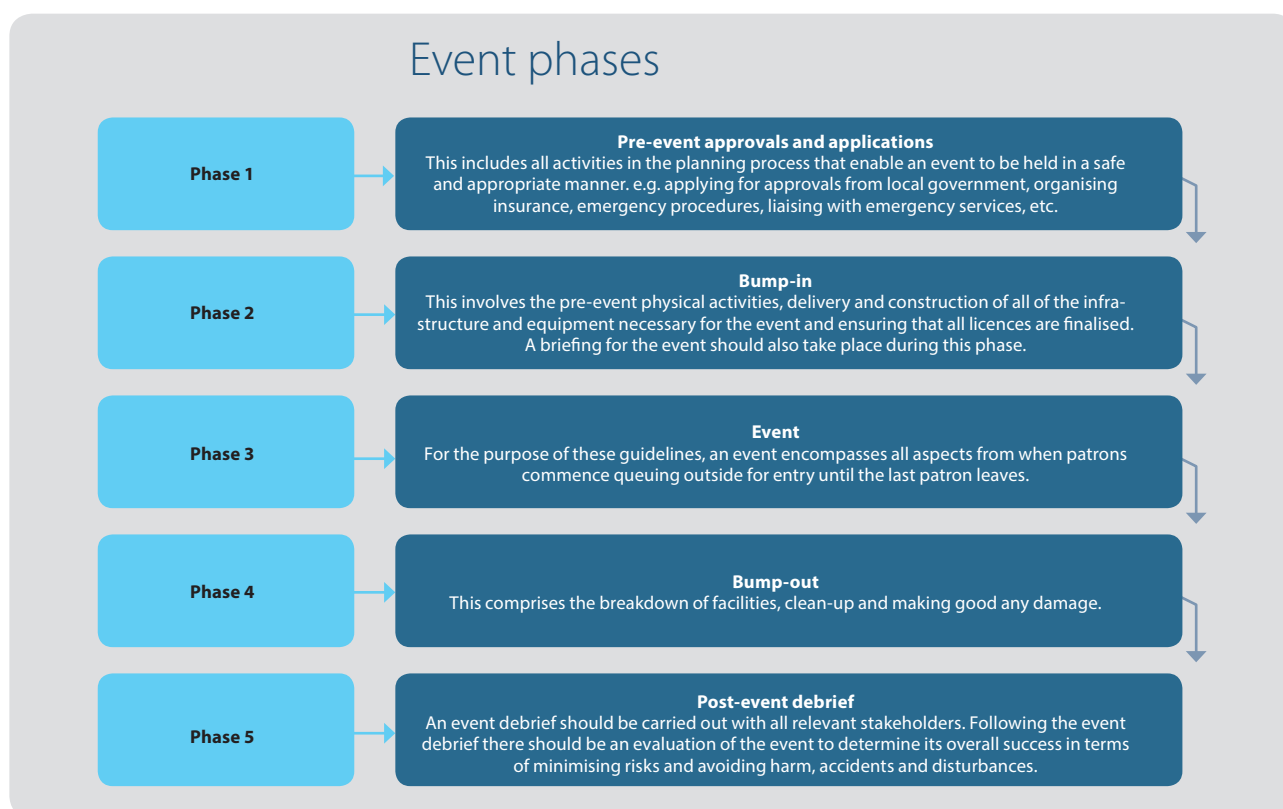 Event phases
Phase 1
Pre-event approvals and applications
This includes all activities in the planning process that enable an event to be held in a safe
and appropriate manner. e.g. applying for approvals from local government, organising
insurance, emergency procedures, liaising with emergency services, etc.
Phase 2
Bump-in
This involves the pre-event physical activities, delivery and construction of all of the infra-
structure and equipment necessary for the event and ensuring that all licences are finalised.
A briefing for the event should also take place during this phase.
Phase 3
Event
For the purpose of these guidelines, an event encompasses all aspects from when patrons
commence queuing outside for entry until the last patron leaves.
Phase 4
Bump-out
This comprises the breakdown of facilities, clean-up and making good any damage.
Phase 5
Post-event debrief
An event debrief should be carried out with all relevant stakeholders. Following the event
debrief there should be an evaluation of the event to determine its overall success in terms
of minimising risks and avoiding harm, accidents and disturbances.